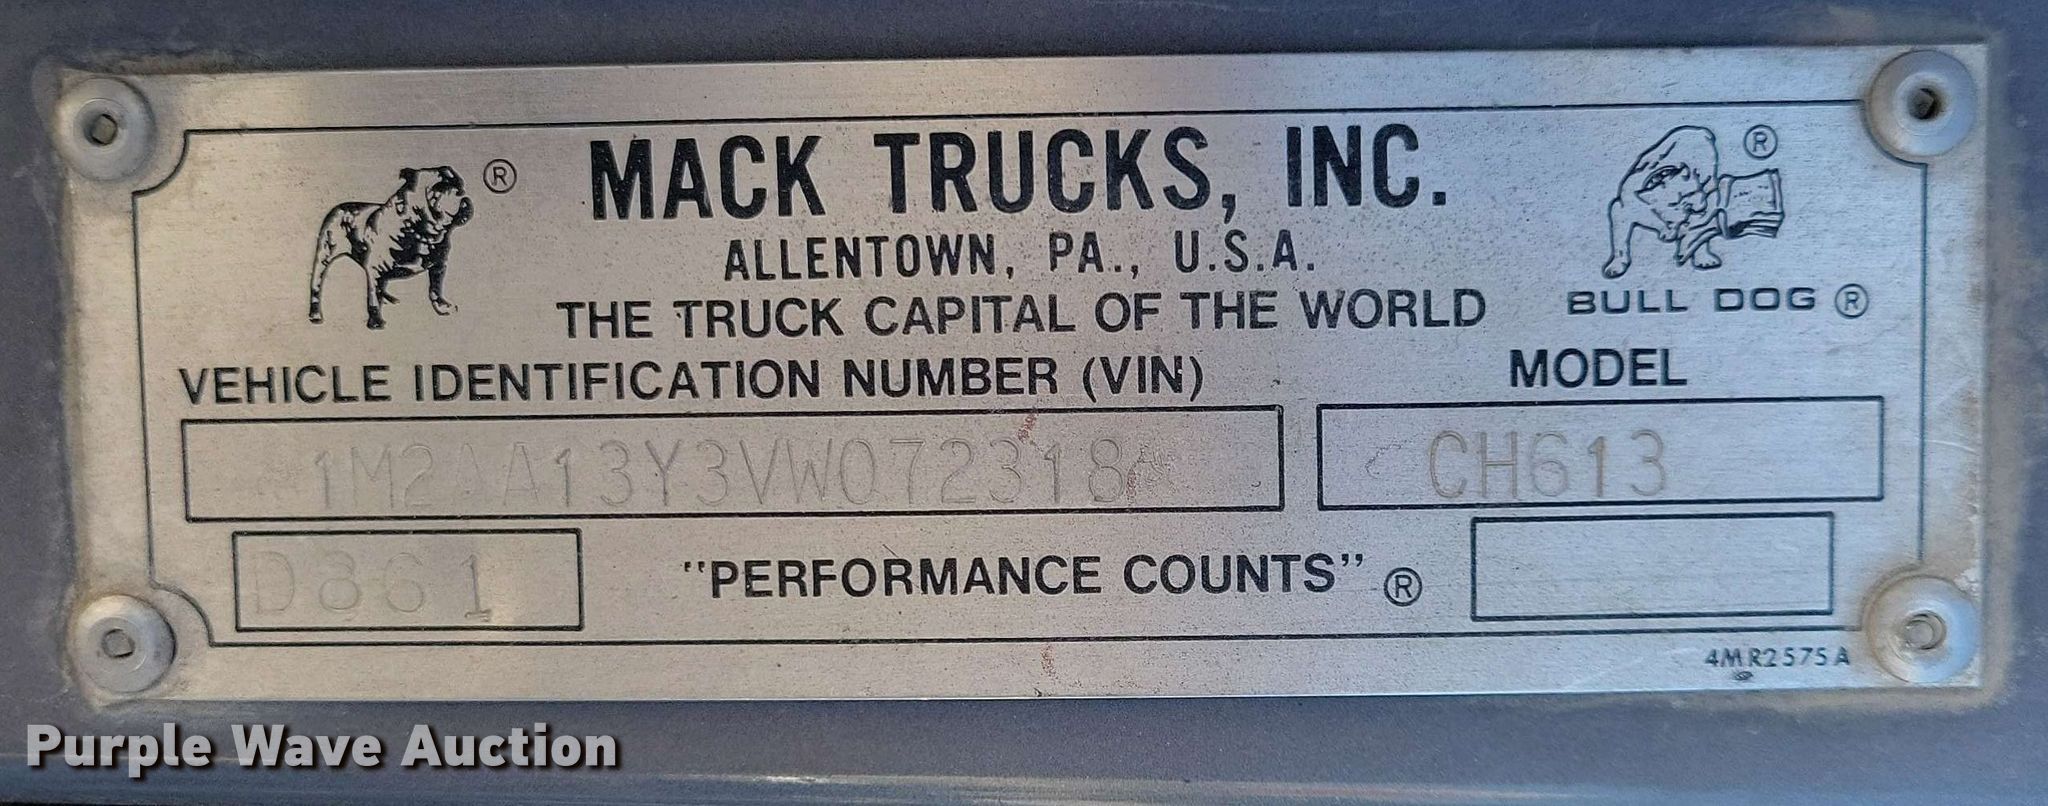 ® MACK TRUCKS, INC. ®
ALLENTOWN, PA., U.S.A.
THE TRUCK CAPITAL OF THE WORLD
BULL DOG ®
VEHICLE IDENTIFICATION NUMBER (VIN)
MODEL
1M2AA13Y3VW072318
CH613
D861
"PERFORMANCE COUNTS" ®
4MR2575A
Purple Wave Auction